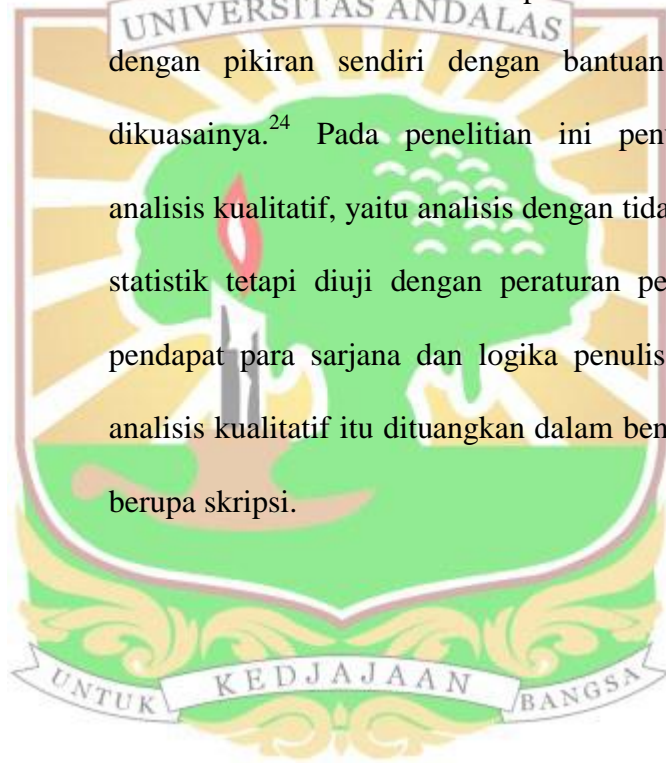 UNIVERSITAS ANDALAS
dengan pikiran sendiri dengan bantuan
dikuasainya.24 Pada penelitian ini pen
analisis kualitatif, yaitu analisis dengan tida
statistik tetapi diuji dengan peraturan pe
pendapat para sarjana dan logika penulis
analisis kualitatif itu dituangkan dalam ben
berupa skripsi.
UNTUK KEDJAJAAN BANGSA